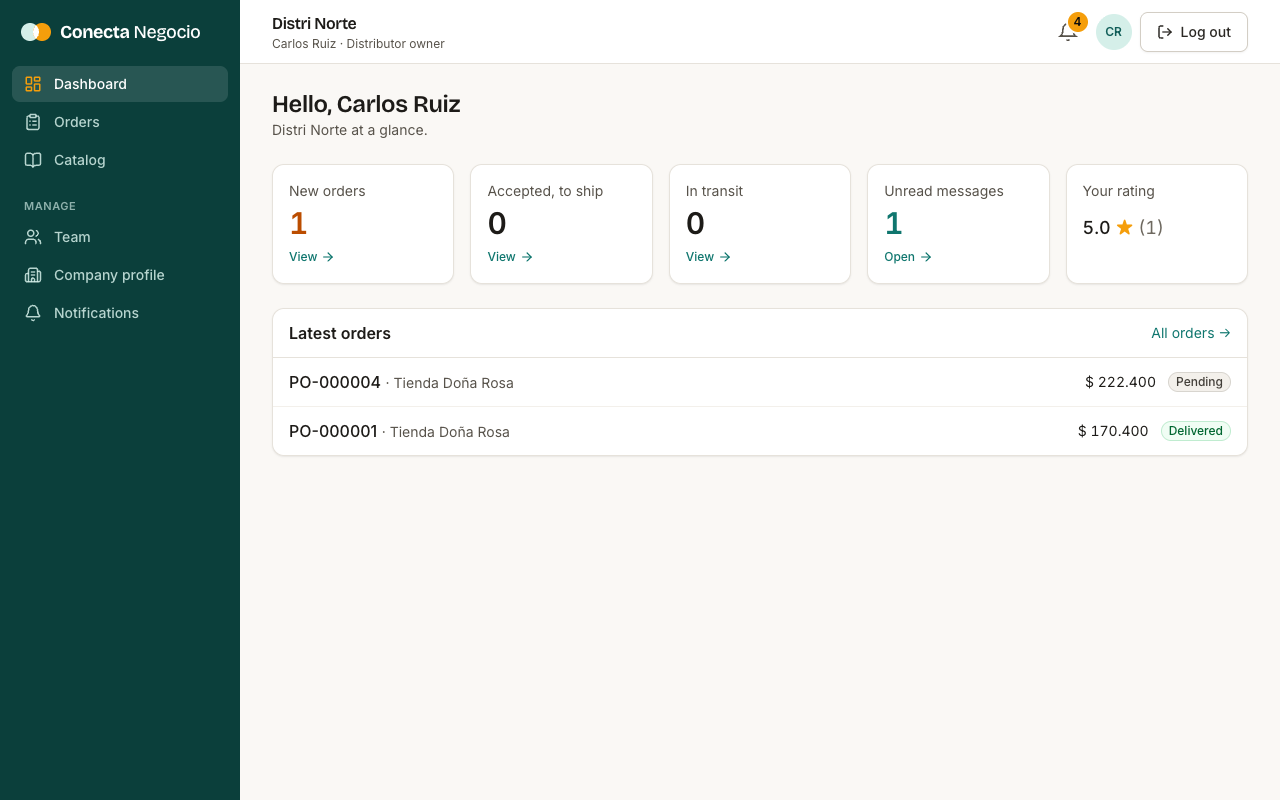 Conecta Negocio
Dashboard
Orders
Catalog
MANAGE
Team
Company profile
Notifications
Distri Norte
Carlos Ruiz · Distributor owner
4
CR
Log out
Hello, Carlos Ruiz
Distri Norte at a glance.
New orders
1
View →
Accepted, to ship
0
View →
In transit
0
View →
Unread messages
1
Open →
Your rating
5.0 ★ (1)
Latest orders
All orders →
PO-000004 · Tienda Doña Rosa
$ 222.400
Pending
PO-000001 · Tienda Doña Rosa
$ 170.400
Delivered